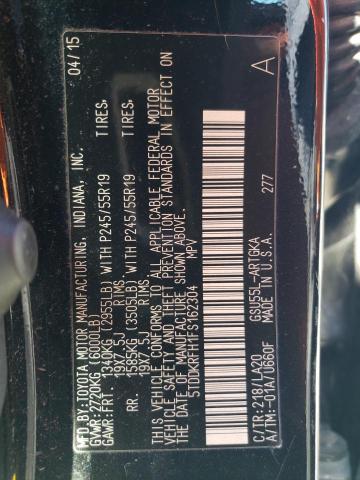 MFD.BY:TOYOTA MOTOR MANUFACTURING, INDIANA, INC. 04/15
GVWR:2720KG (6000LB)
GAWR:FRT. 1340KG (2955LB) WITH P245/55R19 TIRES.
19X7.5J RIMS
RR. 1585KG (3505LB) WITH P245/55R19 TIRES.
19X7.5J RIMS
THIS VEHICLE CONFORMS TO ALL APPLICABLE FEDERAL MOTOR
VEHICLE SAFETY AND THEFT PREVENTION STANDARDS IN EFFECT ON
THE DATE OF MANUFACTURE SHOWN ABOVE.
5TDDKRFH1FS162304 MPV
A
C/TR:218/LA20 GSU55L-ARTGKA
A/TM:-01A/U660F U.S.A. 277